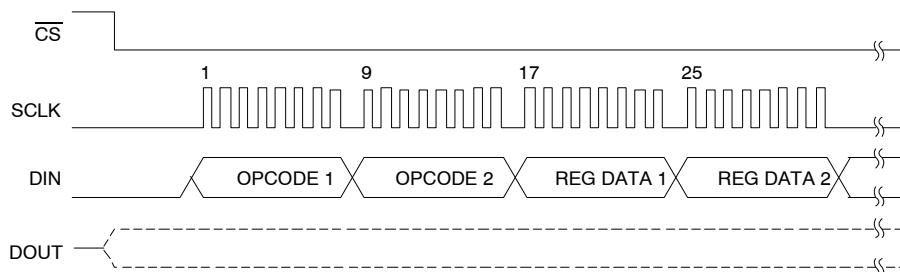 CS
1 9 17 25
SCLK
DIN OPCODE 1 OPCODE 2 REG DATA 1 REG DATA 2
DOUT